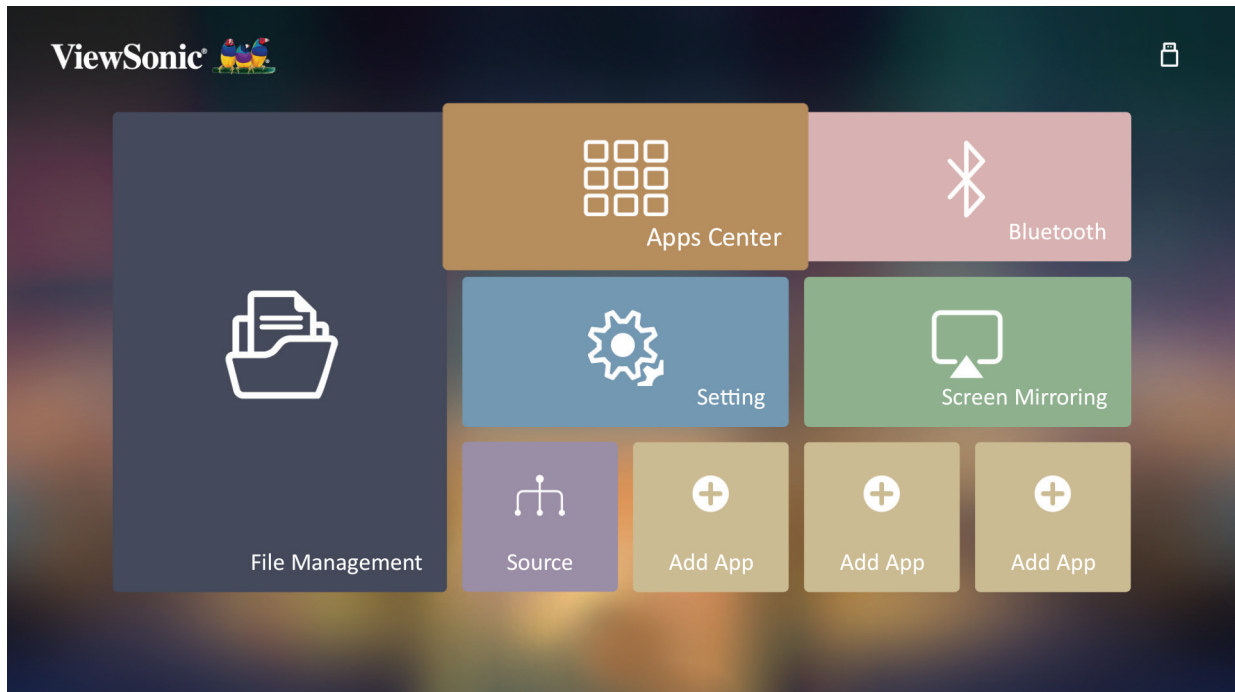 ViewSonic®
Apps Center
Bluetooth
Setting
Screen Mirroring
File Management
Source
Add App
Add App
Add App